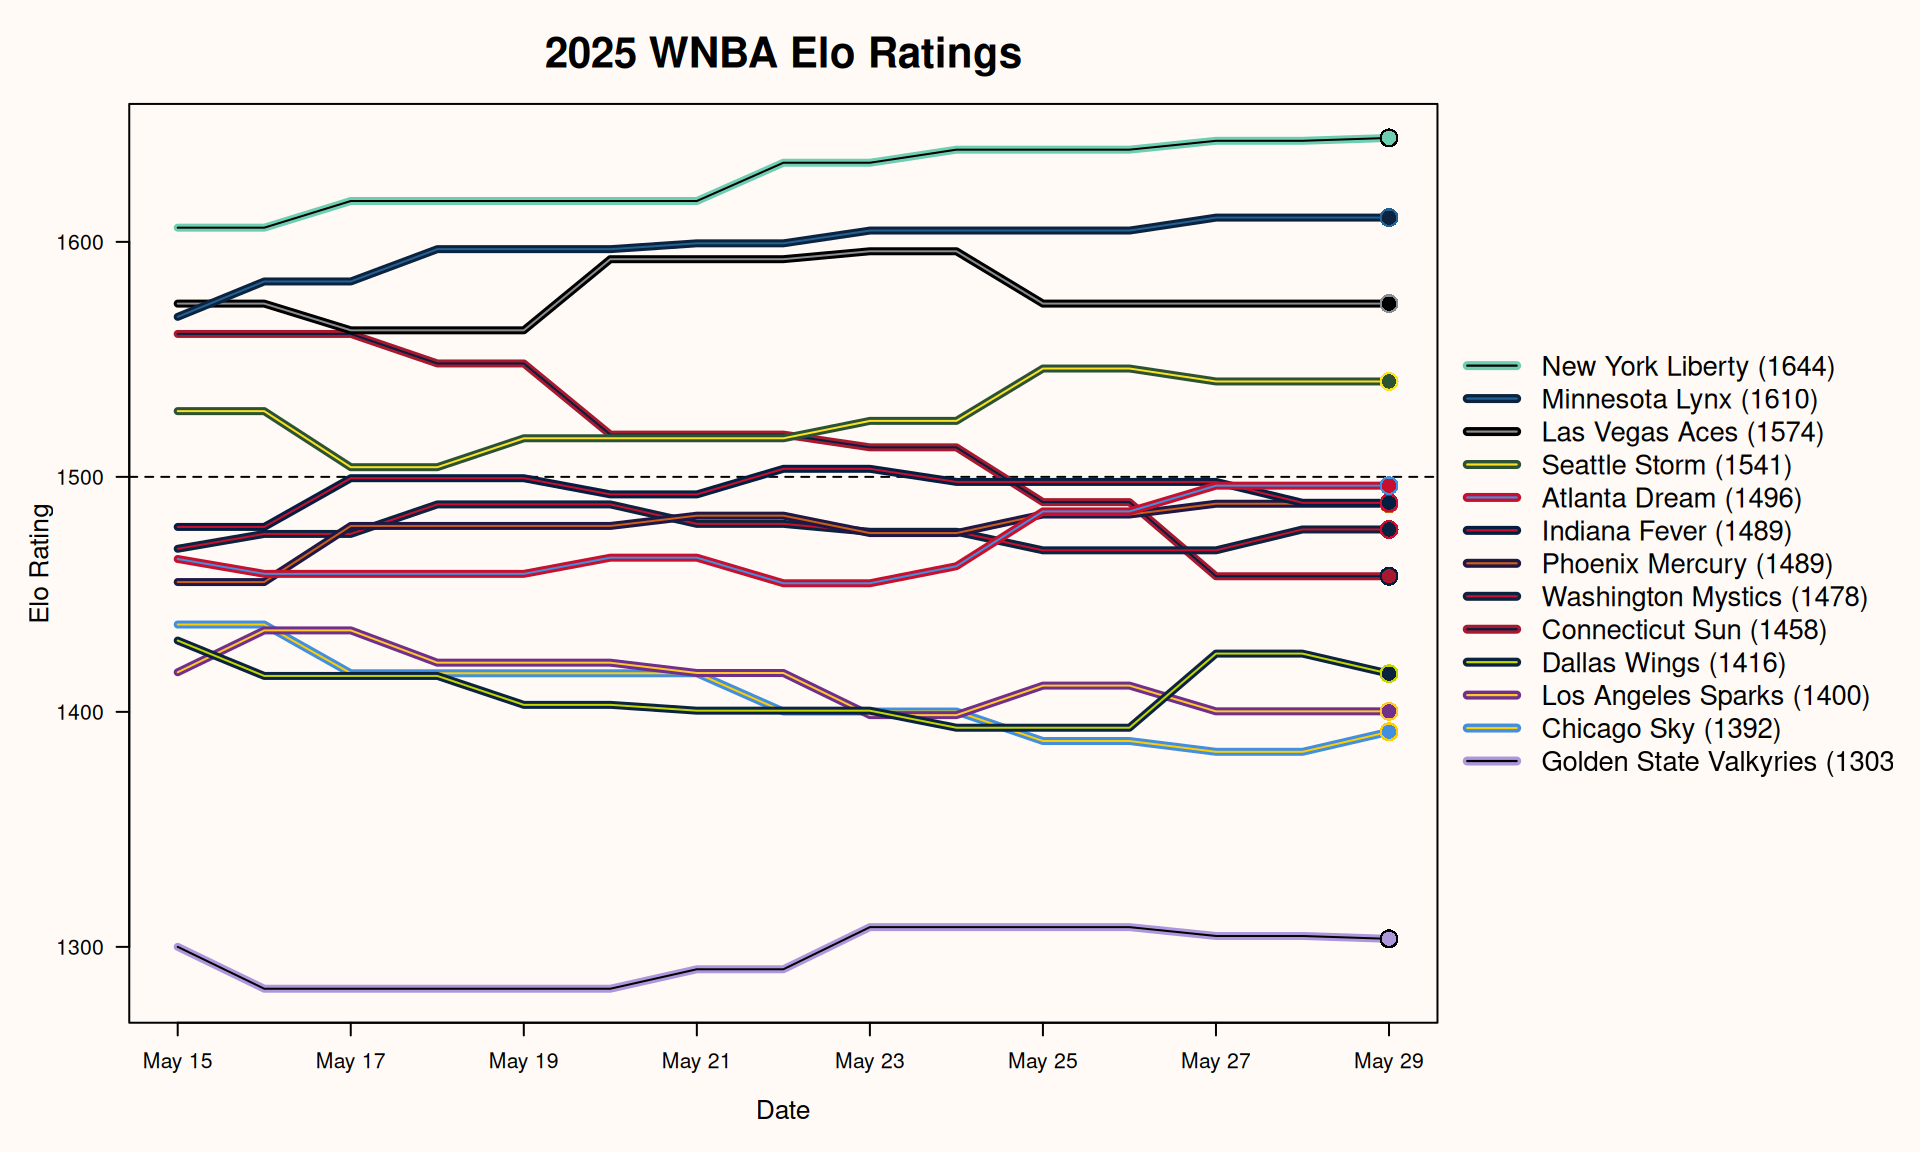 2025 WNBA Elo Ratings
Elo Rating
1600
1500
1400
1300
May 15
May 17
May 19
May 21
May 23
May 25
May 27
May 29
Date
New York Liberty (1644)
Minnesota Lynx (1610)
Las Vegas Aces (1574)
Seattle Storm (1541)
Atlanta Dream (1496)
Indiana Fever (1489)
Phoenix Mercury (1489)
Washington Mystics (1478)
Connecticut Sun (1458)
Dallas Wings (1416)
Los Angeles Sparks (1400)
Chicago Sky (1392)
Golden State Valkyries (1303